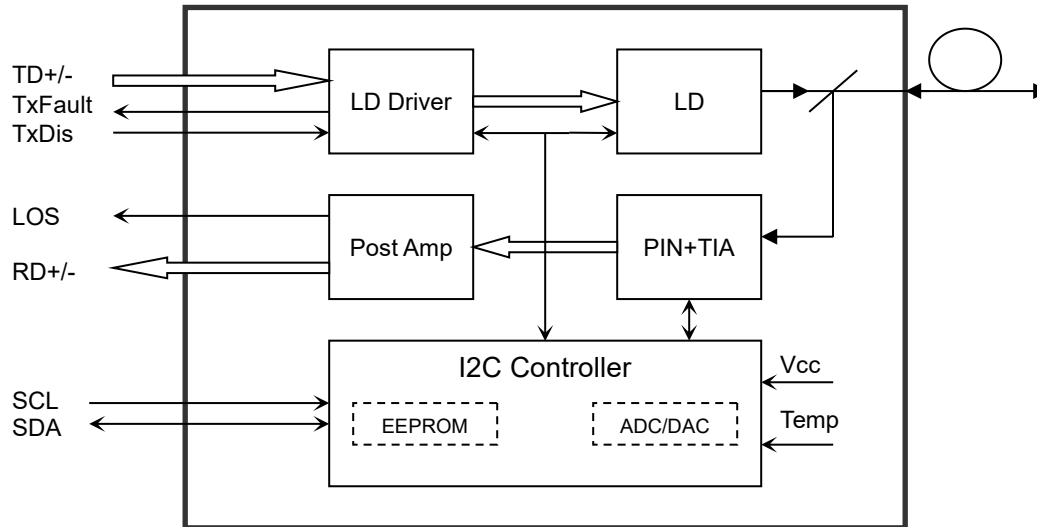 TD+/-
TxFault
TxDis
LD Driver
LD
LOS
RD+/-
Post Amp
PIN+TIA
I2C Controller
Vcc
SCL
SDA
EEPROM
ADC/DAC
Temp